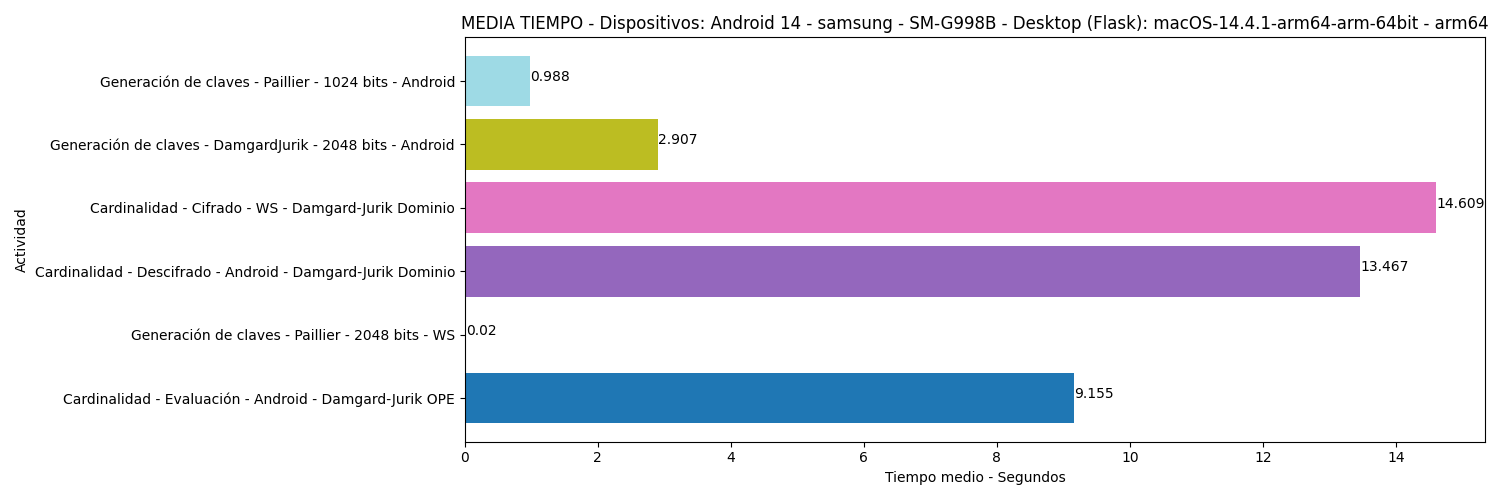 MEDIA TIEMPO - Dispositivos: Android 14 - samsung - SM-G998B - Desktop (Flask): macOS-14.4.1-arm64-arm-64bit - arm64
Generación de claves - Paillier - 1024 bits - Android
0.988
Generación de claves - DamgardJurik - 2048 bits - Android
2.907
Cardinalidad - Cifrado - WS - Damgard-Jurik Dominio
14.609
Cardinalidad - Descifrado - Android - Damgard-Jurik Dominio
13.467
Generación de claves - Paillier - 2048 bits - WS
0.02
Cardinalidad - Evaluación - Android - Damgard-Jurik OPE
9.155
Actividad
0 2 4 6 8 10 12 14
Tiempo medio - Segundos